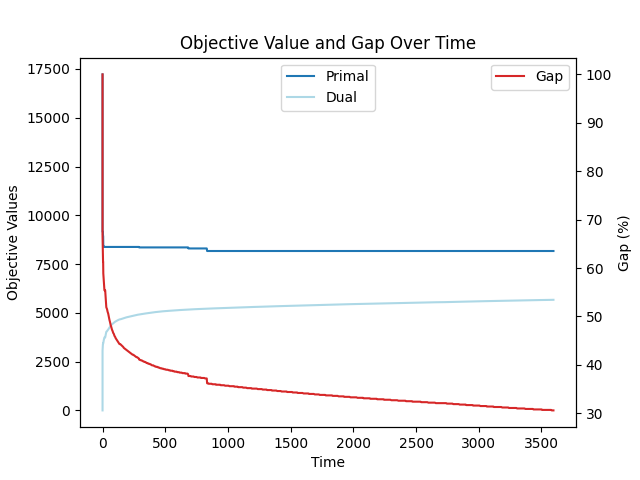 Objective Value and Gap Over Time
Primal
Dual
Gap
17500
15000
12500
10000
7500
5000
2500
0
Objective Values
100
90
80
70
60
50
40
30
Gap (%)
0 500 1000 1500 2000 2500 3000 3500
Time